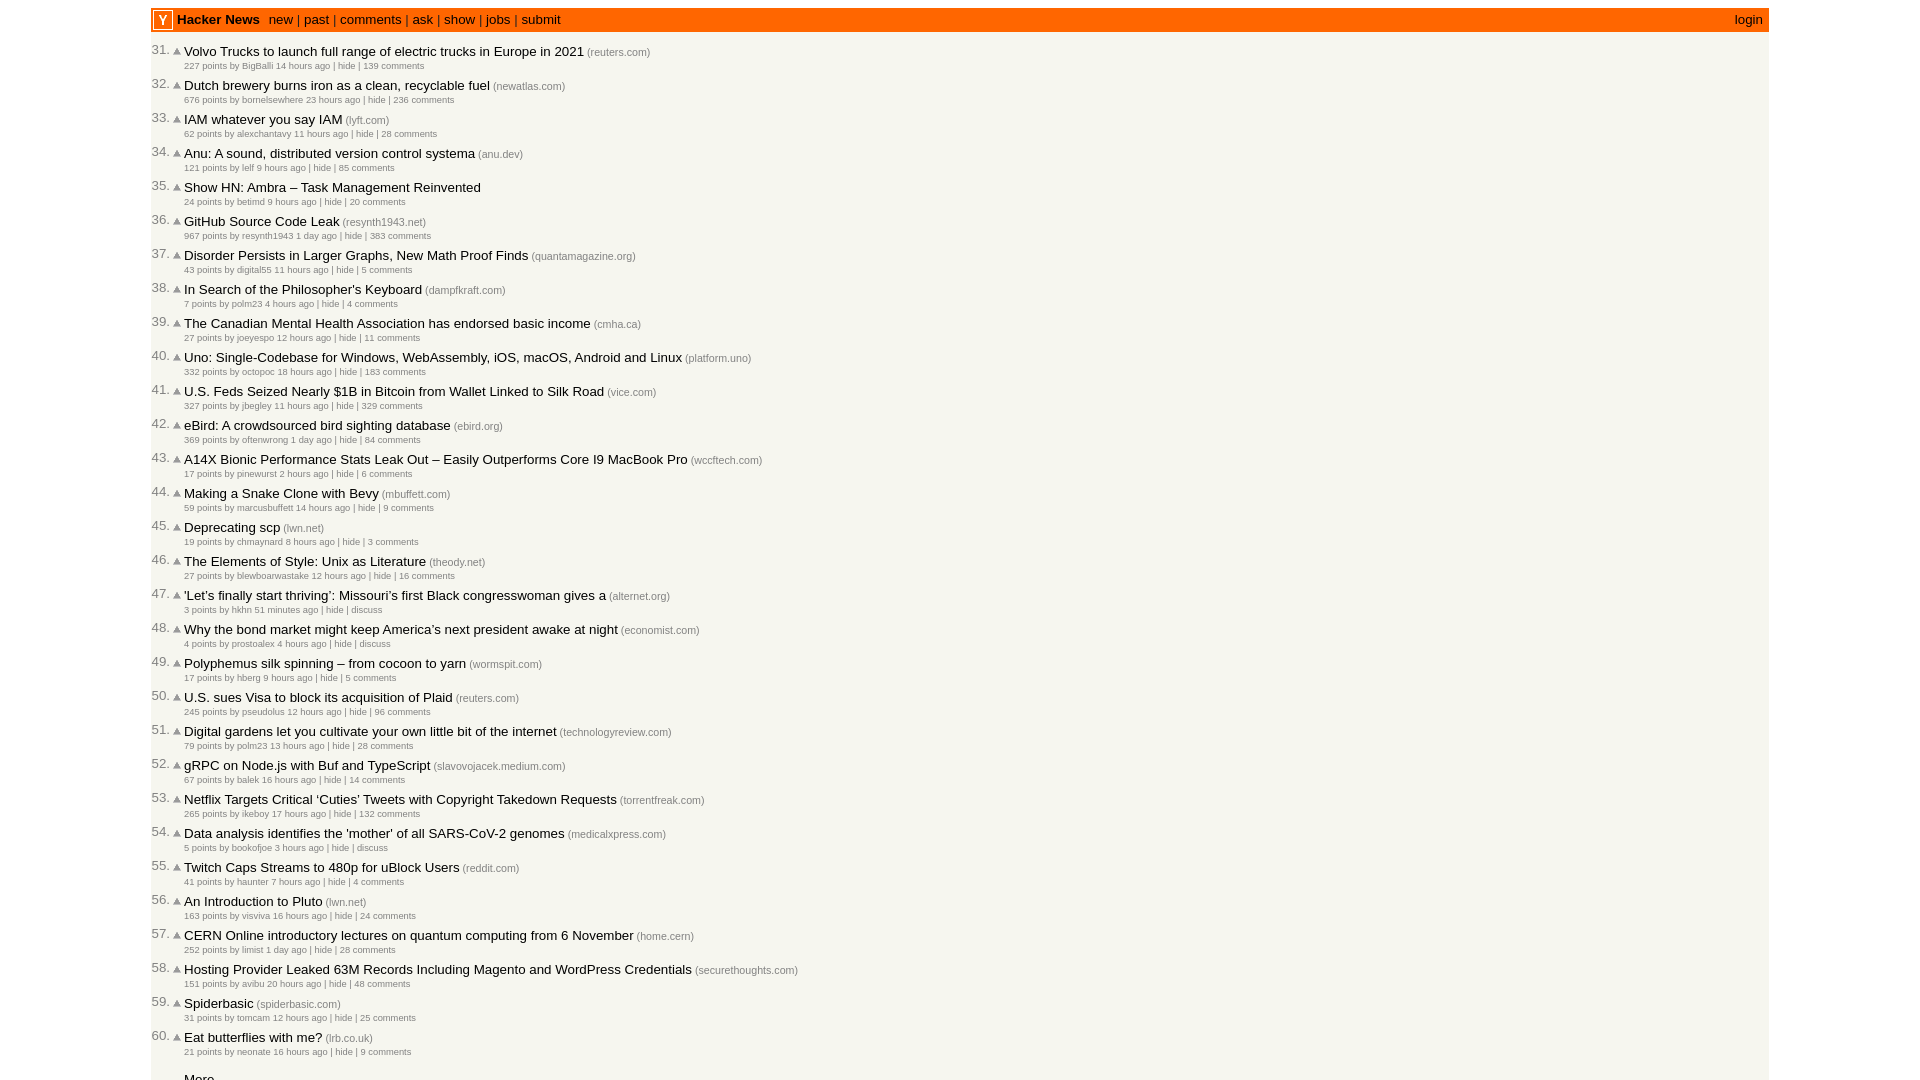 Y Hacker News new | past | comments | ask | show | jobs | submit login
31. Volvo Trucks to launch full range of electric trucks in Europe in 2021 (reuters.com)
227 points by BigBalli 14 hours ago | hide | 139 comments
32. Dutch brewery burns iron as a clean, recyclable fuel (newatlas.com)
676 points by bornelsewhere 23 hours ago | hide | 236 comments
33. IAM whatever you say IAM (lyft.com)
62 points by alexchantavy 11 hours ago | hide | 28 comments
34. Anu: A sound, distributed version control systema (anu.dev)
121 points by lelf 9 hours ago | hide | 85 comments
35. Show HN: Ambra – Task Management Reinvented
24 points by betimd 9 hours ago | hide | 20 comments
36. GitHub Source Code Leak (resynth1943.net)
967 points by resynth1943 1 day ago | hide | 383 comments
37. Disorder Persists in Larger Graphs, New Math Proof Finds (quantamagazine.org)
43 points by digital55 11 hours ago | hide | 5 comments
38. In Search of the Philosopher's Keyboard (dampfkraft.com)
7 points by polm23 4 hours ago | hide | 4 comments
39. The Canadian Mental Health Association has endorsed basic income (cmha.ca)
27 points by joeyespo 12 hours ago | hide | 11 comments
40. Uno: Single-Codebase for Windows, WebAssembly, iOS, macOS, Android and Linux (platform.uno)
332 points by octopoc 18 hours ago | hide | 183 comments
41. U.S. Feds Seized Nearly $1B in Bitcoin from Wallet Linked to Silk Road (vice.com)
327 points by jbegley 11 hours ago | hide | 329 comments
42. eBird: A crowdsourced bird sighting database (ebird.org)
369 points by oftenwrong 1 day ago | hide | 84 comments
43. A14X Bionic Performance Stats Leak Out – Easily Outperforms Core I9 MacBook Pro (wccftech.com)
17 points by pinewurst 2 hours ago | hide | 6 comments
44. Making a Snake Clone with Bevy (mbuffett.com)
59 points by marcusbuffett 14 hours ago | hide | 9 comments
45. Deprecating scp (lwn.net)
19 points by chmaynard 8 hours ago | hide | 3 comments
46. The Elements of Style: Unix as Literature (theody.net)
27 points by blewboarwastake 12 hours ago | hide | 16 comments
47. 'Let’s finally start thriving’: Missouri’s first Black congresswoman gives a (alternet.org)
3 points by hkhn 51 minutes ago | hide | discuss
48. Why the bond market might keep America’s next president awake at night (economist.com)
4 points by prostoalex 4 hours ago | hide | discuss
49. Polyphemus silk spinning – from cocoon to yarn (wormspit.com)
17 points by hberg 9 hours ago | hide | 5 comments
50. U.S. sues Visa to block its acquisition of Plaid (reuters.com)
245 points by pseudolus 12 hours ago | hide | 96 comments
51. Digital gardens let you cultivate your own little bit of the internet (technologyreview.com)
79 points by polm23 13 hours ago | hide | 28 comments
52. gRPC on Node.js with Buf and TypeScript (slavovojacek.medium.com)
67 points by balek 16 hours ago | hide | 14 comments
53. Netflix Targets Critical ‘Cuties’ Tweets with Copyright Takedown Requests (torrentfreak.com)
265 points by ikeboy 17 hours ago | hide | 132 comments
54. Data analysis identifies the 'mother' of all SARS-CoV-2 genomes (medicalxpress.com)
5 points by bookofjoe 3 hours ago | hide | discuss
55. Twitch Caps Streams to 480p for uBlock Users (reddit.com)
41 points by haunter 7 hours ago | hide | 4 comments
56. An Introduction to Pluto (lwn.net)
163 points by visviva 16 hours ago | hide | 24 comments
57. CERN Online introductory lectures on quantum computing from 6 November (home.cern)
252 points by limist 1 day ago | hide | 28 comments
58. Hosting Provider Leaked 63M Records Including Magento and WordPress Credentials (securethoughts.com)
151 points by avibu 20 hours ago | hide | 48 comments
59. Spiderbasic (spiderbasic.com)
31 points by tomcam 12 hours ago | hide | 25 comments
60. Eat butterflies with me? (lrb.co.uk)
21 points by neonate 16 hours ago | hide | 9 comments
More